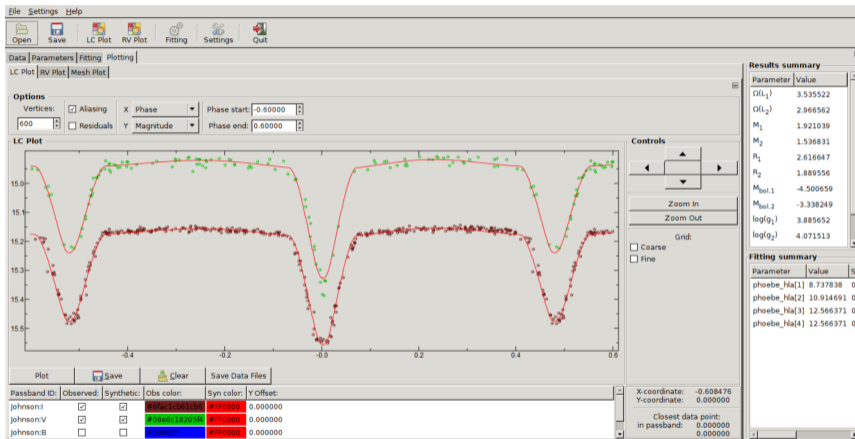 File Settings Help
Open Save LC Plot RV Plot Fitting Settings Quit
Data Parameters Fitting Plotting
LC Plot RV Plot Mesh Plot
Options
Vertices: Aliasing X Phase Phase start: -0.60000
600 Residuals Y Magnitude Phase end: 0.60000
LC Plot
15.0
15.1
15.2
15.3
15.4
15.5
-0.4 -0.2 -0.0 0.2 0.4 0.6
Controls
Zoom In
Zoom Out
Grid:
Coarse
Fine
Plot Save Clear Save Data Files
Passband ID: Observed: Synthetic: Obs color: Syn color: Y Offset:
Johnson:I #FF0000 0.000000
Johnson:V #FF0000 0.000000
Johnson:B #FF0000 0.000000
X-coordinate: -0.608476
Y-coordinate: 0.000000
Closest data point:
in passband: 0.000000
0.000000
Results summary
Parameter Value
Ω(L1) 3.535522
Ω(L2) 2.966562
M1 1.921039
M2 1.536831
R1 2.616647
R2 1.889556
Mbol,1 -4.500659
Mbol,2 -3.338249
log(g1) 3.885652
log(g2) 4.071513
Fitting summary
Parameter Value S
phoebe_hla[1] 8.737838 0
phoebe_hla[2] 10.914691 0
phoebe_hla[3] 12.566371 0
phoebe_hla[4] 12.566371 0